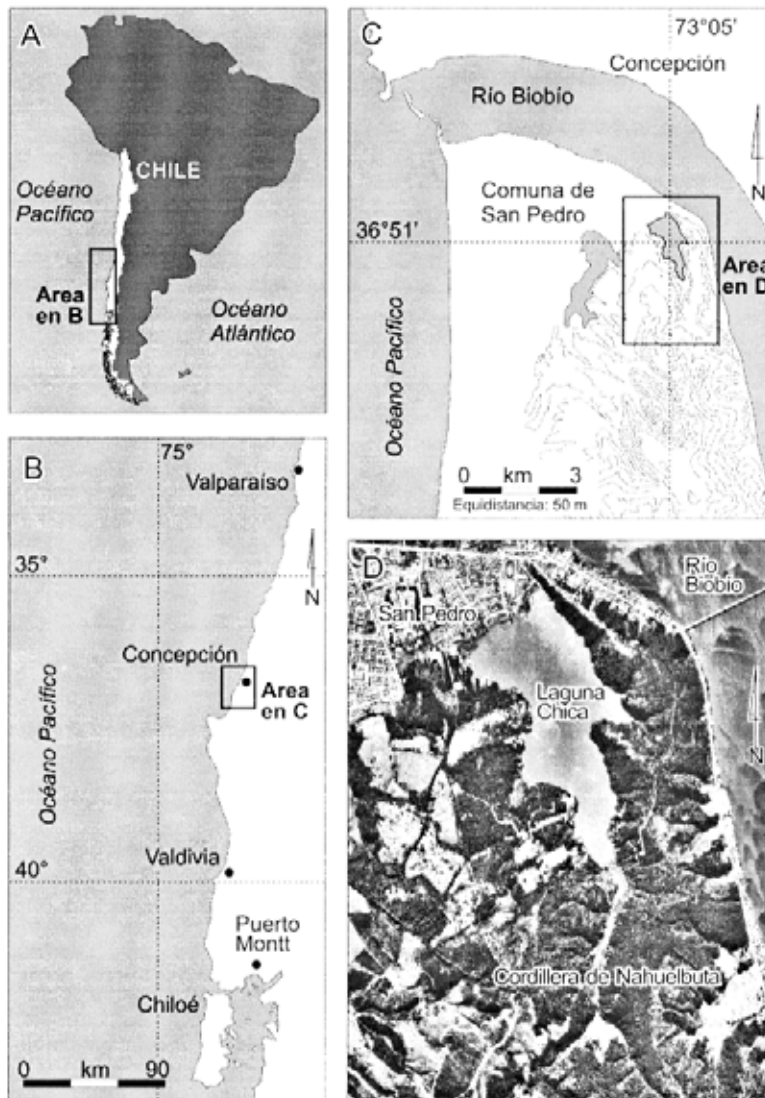 A
CHILE
Océano
Pacífico
Area
en B
Océano
Atlántico
B
75°
Valparaíso
35°
N
Concepción
Area
en C
Océano Pacífico
Valdivia
40°
Puerto
Montt
Chiloé
0 km 90
C
73°05'
Concepción
Río Biobío
N
Comuna de
San Pedro
36°51'
Area
en D
Océano Pacífico
0 km 3
Equidistancia: 50 m
D
Río
Biobío
San Pedro
Laguna
Chica
N
Cordillera de Nahuelbuta